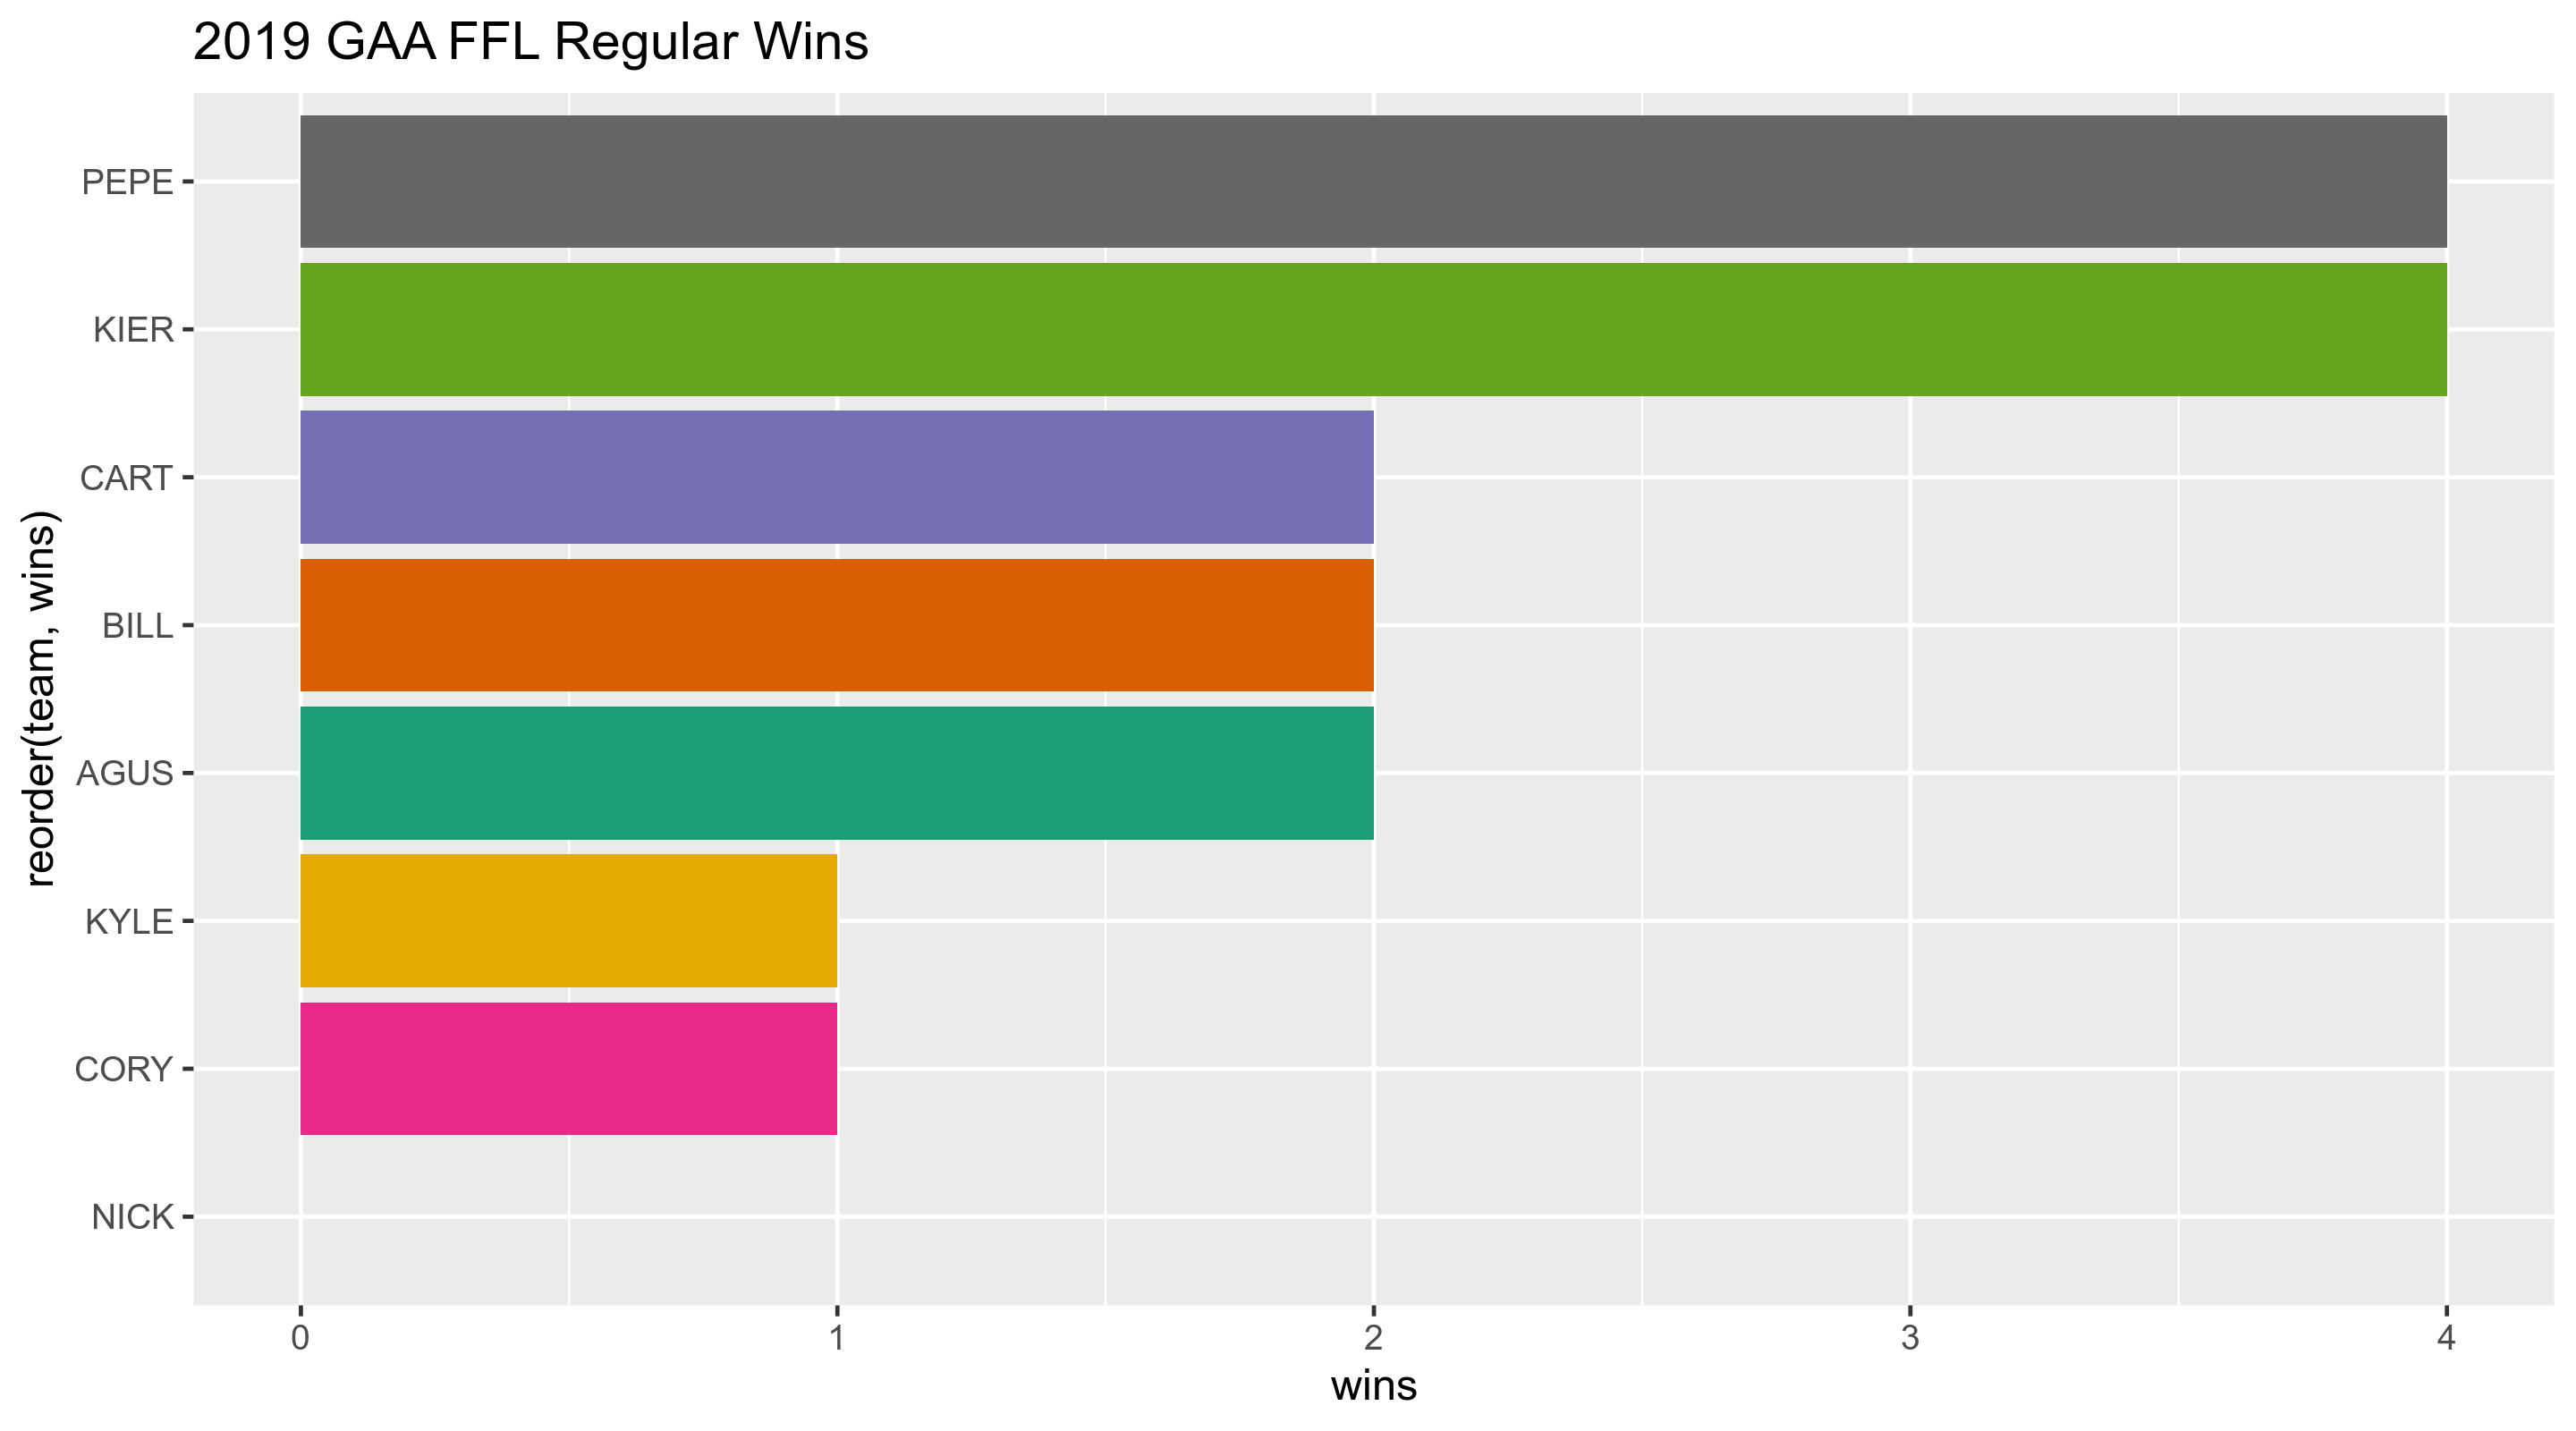 2019 GAA FFL Regular Wins
reorder(team, wins)
PEPE
KIER
CART
BILL
AGUS
KYLE
CORY
NICK
0 1 2 3 4
wins